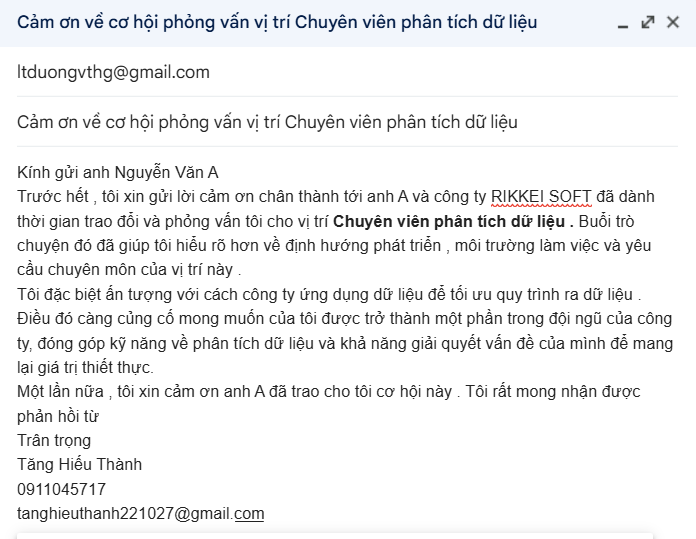 Cảm ơn về cơ hội phỏng vấn vị trí Chuyên viên phân tích dữ liệu
ltduongvthg@gmail.com
Cảm ơn về cơ hội phỏng vấn vị trí Chuyên viên phân tích dữ liệu
Kính gửi anh Nguyễn Văn A
Trước hết , tôi xin gửi lời cảm ơn chân thành tới anh A và công ty RIKKEI SOFT đã dành
thời gian trao đổi và phỏng vấn tôi cho vị trí Chuyên viên phân tích dữ liệu . Buổi trò
chuyện đó đã giúp tôi hiểu rõ hơn về định hướng phát triển , môi trường làm việc và yêu
cầu chuyên môn của vị trí này .
Tôi đặc biệt ấn tượng với cách công ty ứng dụng dữ liệu để tối ưu quy trình ra dữ liệu .
Điều đó càng củng cố mong muốn của tôi được trở thành một phần trong đội ngũ của công
ty, đóng góp kỹ năng về phân tích dữ liệu và khả năng giải quyết vấn đề của mình để mang
lại giá trị thiết thực.
Một lần nữa , tôi xin cảm ơn anh A đã trao cho tôi cơ hội này . Tôi rất mong nhận được
phản hồi từ
Trân trọng
Tăng Hiếu Thành
0911045717
tanghieuthanh221027@gmail.com